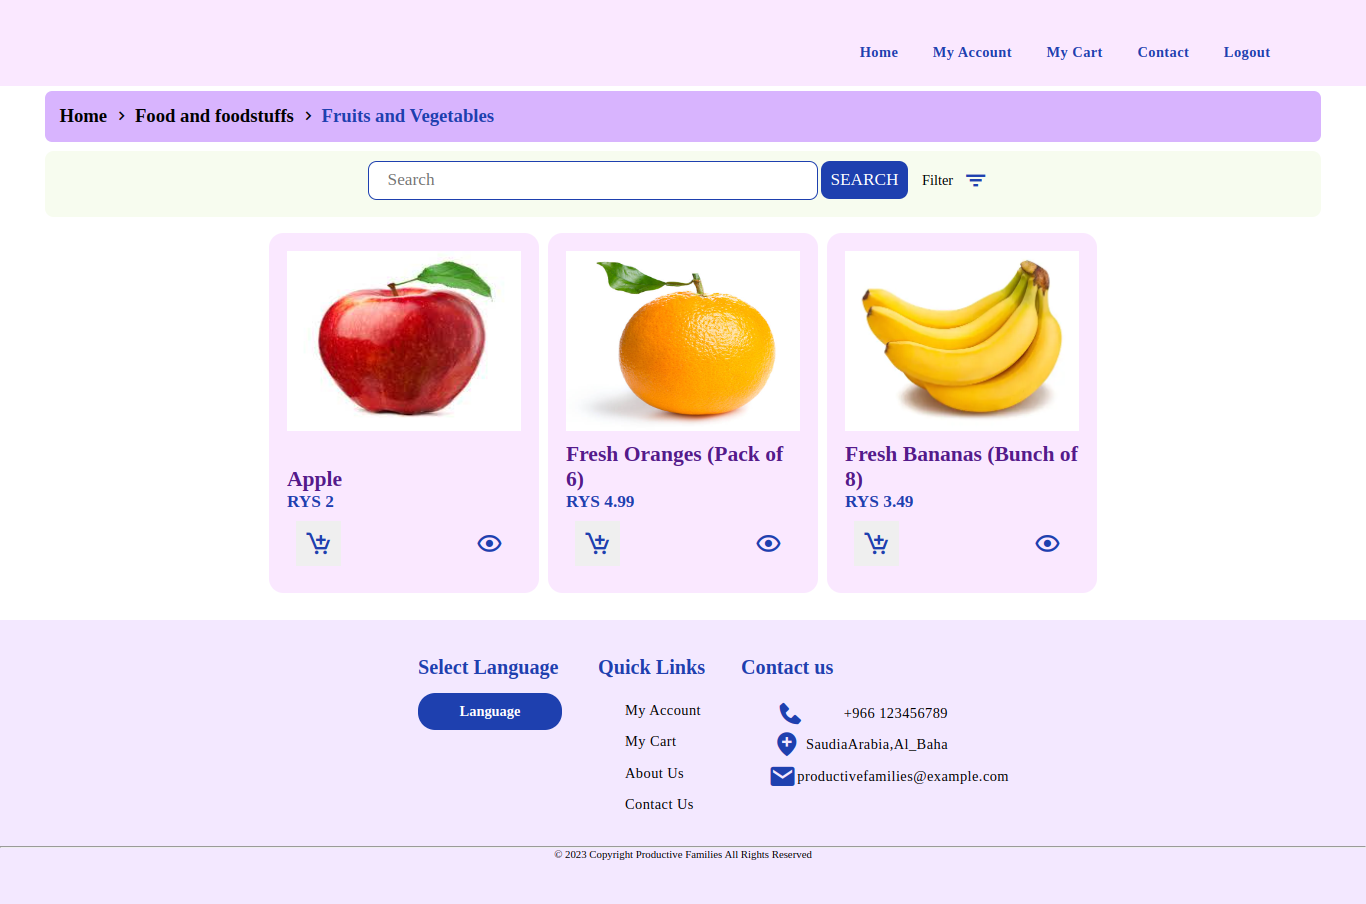 Home My Account My Cart Contact Logout
Home > Food and foodstuffs > Fruits and Vegetables
Search SEARCH Filter
Apple
RYS 2
Fresh Oranges (Pack of
6)
RYS 4.99
Fresh Bananas (Bunch of
8)
RYS 3.49
Select Language
Language
Quick Links
My Account
My Cart
About Us
Contact Us
Contact us
+966 123456789
SaudiaArabia,Al_Baha
productivefamilies@example.com
© 2023 Copyright Productive Families All Rights Reserved